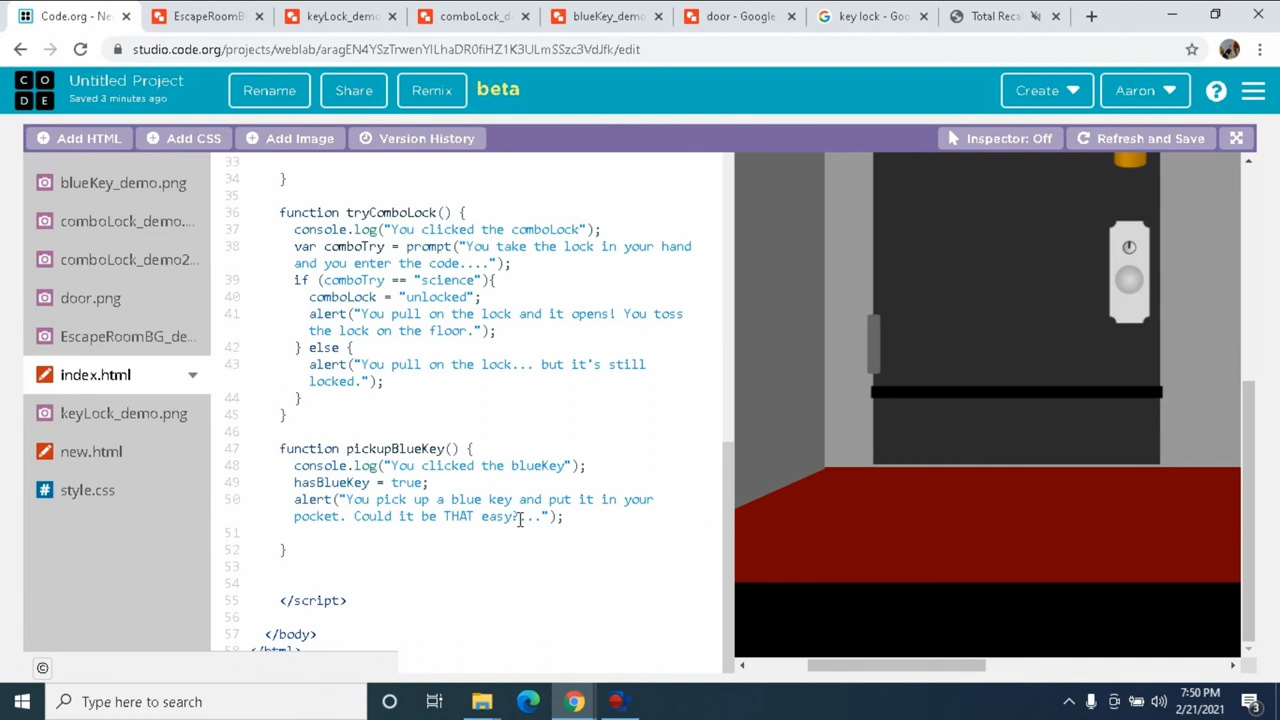 Code.org - Ne
EscapeRoomB
keyLock_demo
comboLock_d
blueKey_demo
door - Google
key lock - Goo
Total Reca
studio.code.org/projects/weblab/aragEN4YSzTrwenYILhaDR0fiHZ1K3ULmSSzc3VdJfk/edit
C O D E
Untitled Project
Saved 3 minutes ago
Rename
Share
Remix
beta
Create
Aaron
Add HTML
Add CSS
Add Image
Version History
Inspector: Off
Refresh and Save
blueKey_demo.png
comboLock_demo....
comboLock_demo2...
door.png
EscapeRoomBG_de...
index.html
keyLock_demo.png
new.html
style.css
33
34 }
35
36 function tryComboLock() {
37 console.log("You clicked the comboLock");
38 var comboTry = prompt("You take the lock in your hand
and you enter the code....");
39 if (comboTry == "science"){
40 comboLock = "unlocked";
41 alert("You pull on the lock and it opens! You toss
the lock on the floor.");
42 } else {
43 alert("You pull on the lock... but it's still
locked.");
44 }
45 }
46
47 function pickupBlueKey() {
48 console.log("You clicked the blueKey");
49 hasBlueKey = true;
50 alert("You pick up a blue key and put it in your
pocket. Could it be THAT easy?...");
51
52 }
53
54
55 </script>
56
57 </body>
58 </html>
Type here to search
7:50 PM
2/21/2021
3